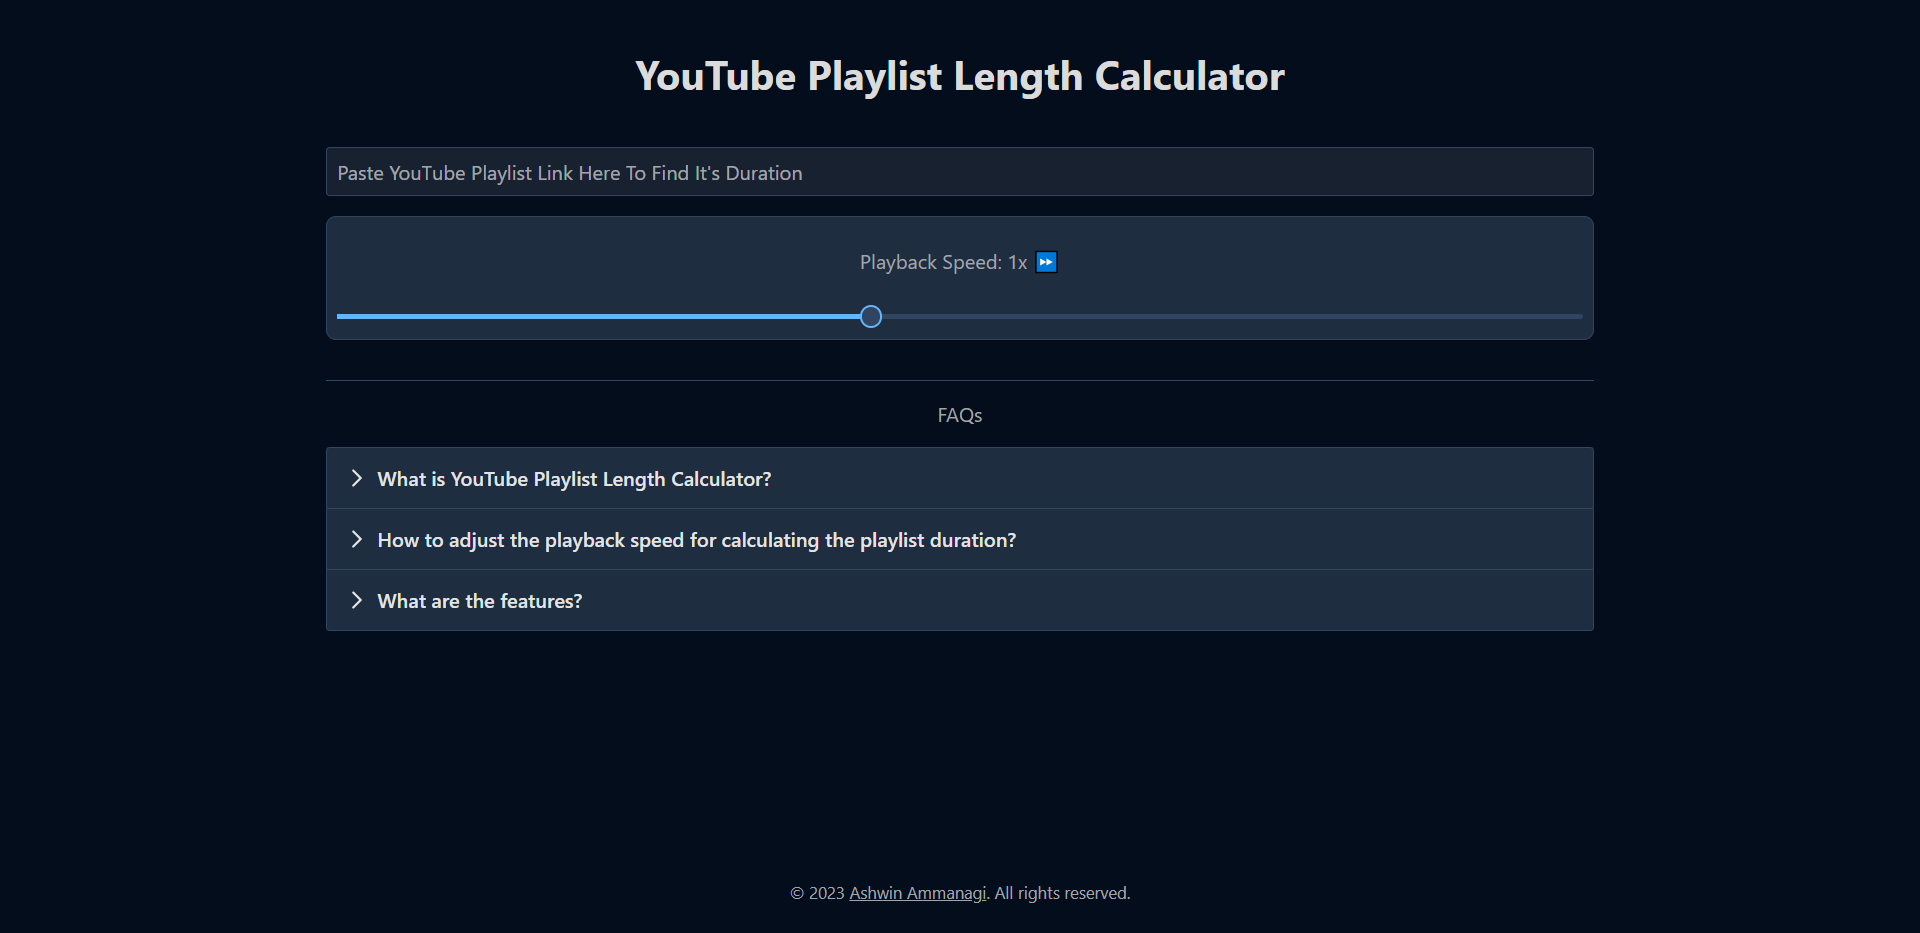 YouTube Playlist Length Calculator
Paste YouTube Playlist Link Here To Find It's Duration
Playback Speed: 1x ⏩
FAQs
What is YouTube Playlist Length Calculator?
How to adjust the playback speed for calculating the playlist duration?
What are the features?
© 2023 Ashwin Ammanagi. All rights reserved.